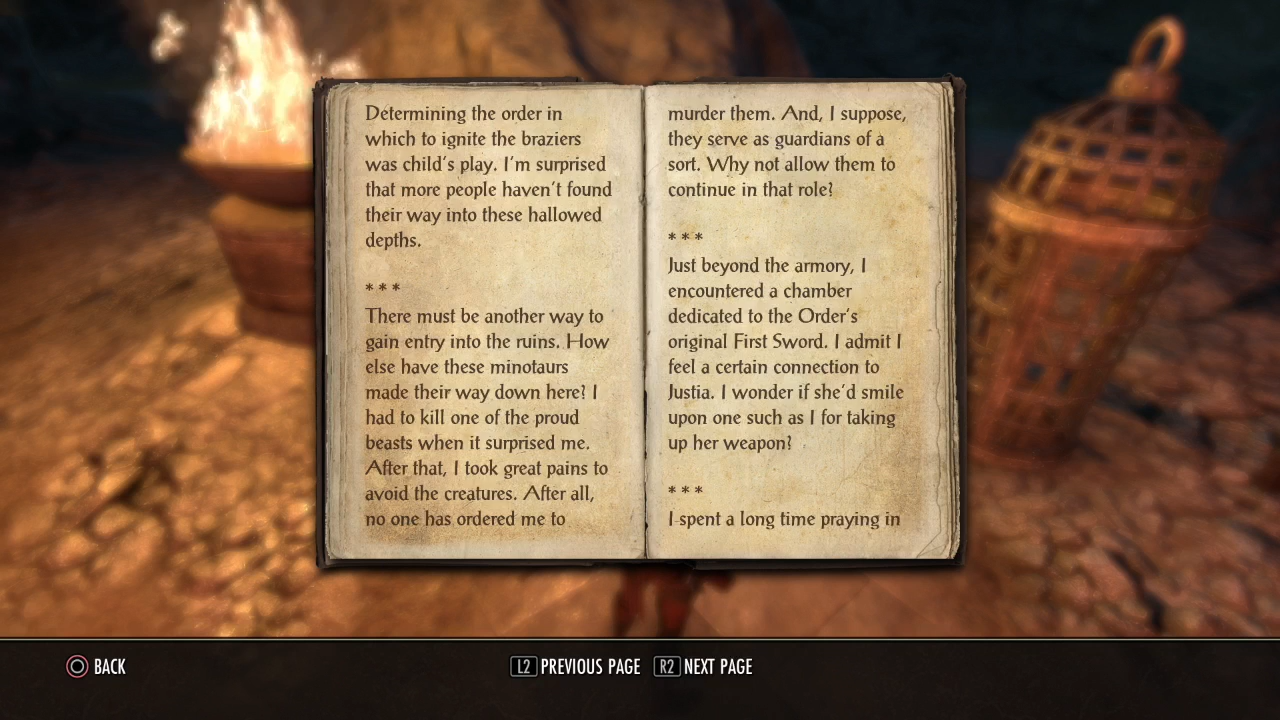 Determining the order in
which to ignite the braziers
was child's play. I'm surprised
that more people haven't found
their way into these hallowed
depths.
* * *
There must be another way to
gain entry into the ruins. How
else have these minotaurs
made their way down here? I
had to kill one of the proud
beasts when it surprised me.
After that, I took great pains to
avoid the creatures. After all,
no one has ordered me to
murder them. And, I suppose,
they serve as guardians of a
sort. Why not allow them to
continue in that role?
* * *
Just beyond the armory, I
encountered a chamber
dedicated to the Order's
original First Sword. I admit I
feel a certain connection to
Justia. I wonder if she'd smile
upon one such as I for taking
up her weapon?
* * *
I spent a long time praying in
BACK
L2 PREVIOUS PAGE R2 NEXT PAGE